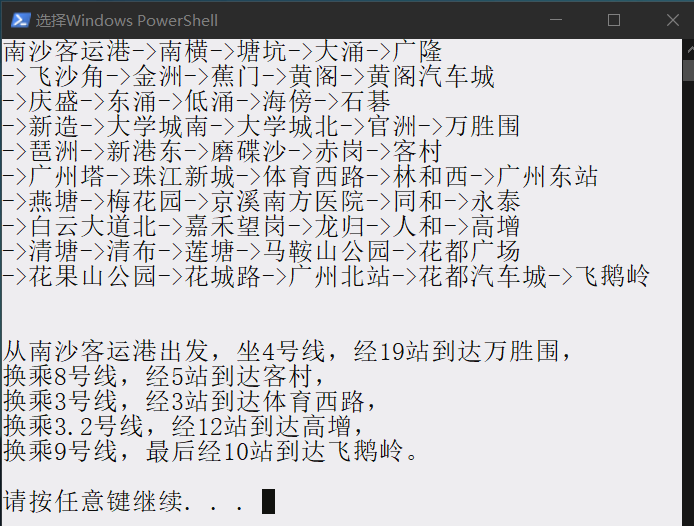 选择Windows PowerShell
南沙客运港->南横->塘坑->大涌->广隆
->飞沙角->金洲->蕉门->黄阁->黄阁汽车城
->庆盛->东涌->低涌->海傍->石碁
->新造->大学城南->大学城北->官洲->万胜围
->琶洲->新港东->磨碟沙->赤岗->客村
->广州塔->珠江新城->体育西路->林和西->广州东站
->燕塘->梅花园->京溪南方医院->同和->永泰
->白云大道北->嘉禾望岗->龙归->人和->高增
->清塘->清布->莲塘->马鞍山公园->花都广场
->花果山公园->花城路->广州北站->花都汽车城->飞鹅岭
从南沙客运港出发，坐4号线，经19站到达万胜围，
换乘8号线，经5站到达客村，
换乘3号线，经3站到达体育西路，
换乘3.2号线，经12站到达高增，
换乘9号线，最后经10站到达飞鹅岭。
请按任意键继续. . .